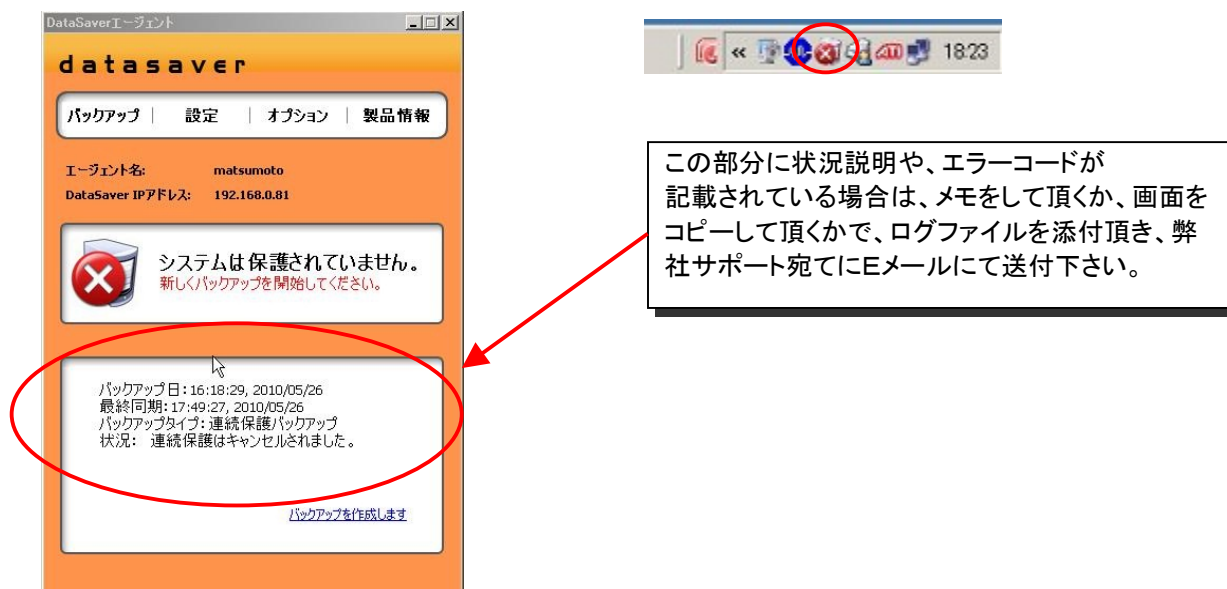 DataSaverエージェント
datasaver
バックアップ | 設定 | オプション | 製品情報
エージェント名: matsumoto
DataSaver IPアドレス: 192.168.0.81
システムは保護されていません。
新しくバックアップを開始してください。
バックアップ日:16:18:29, 2010/05/26
最終同期:17:49:27, 2010/05/26
バックアップタイプ:連続保護バックアップ
状況: 連続保護はキャンセルされました。
バックアップを作成します
« 18:23
この部分に状況説明や、エラーコードが
記載されている場合は、メモをして頂くか、画面を
コピーして頂くかで、ログファイルを添付頂き、弊
社サポート宛てにEメールにて送付下さい。